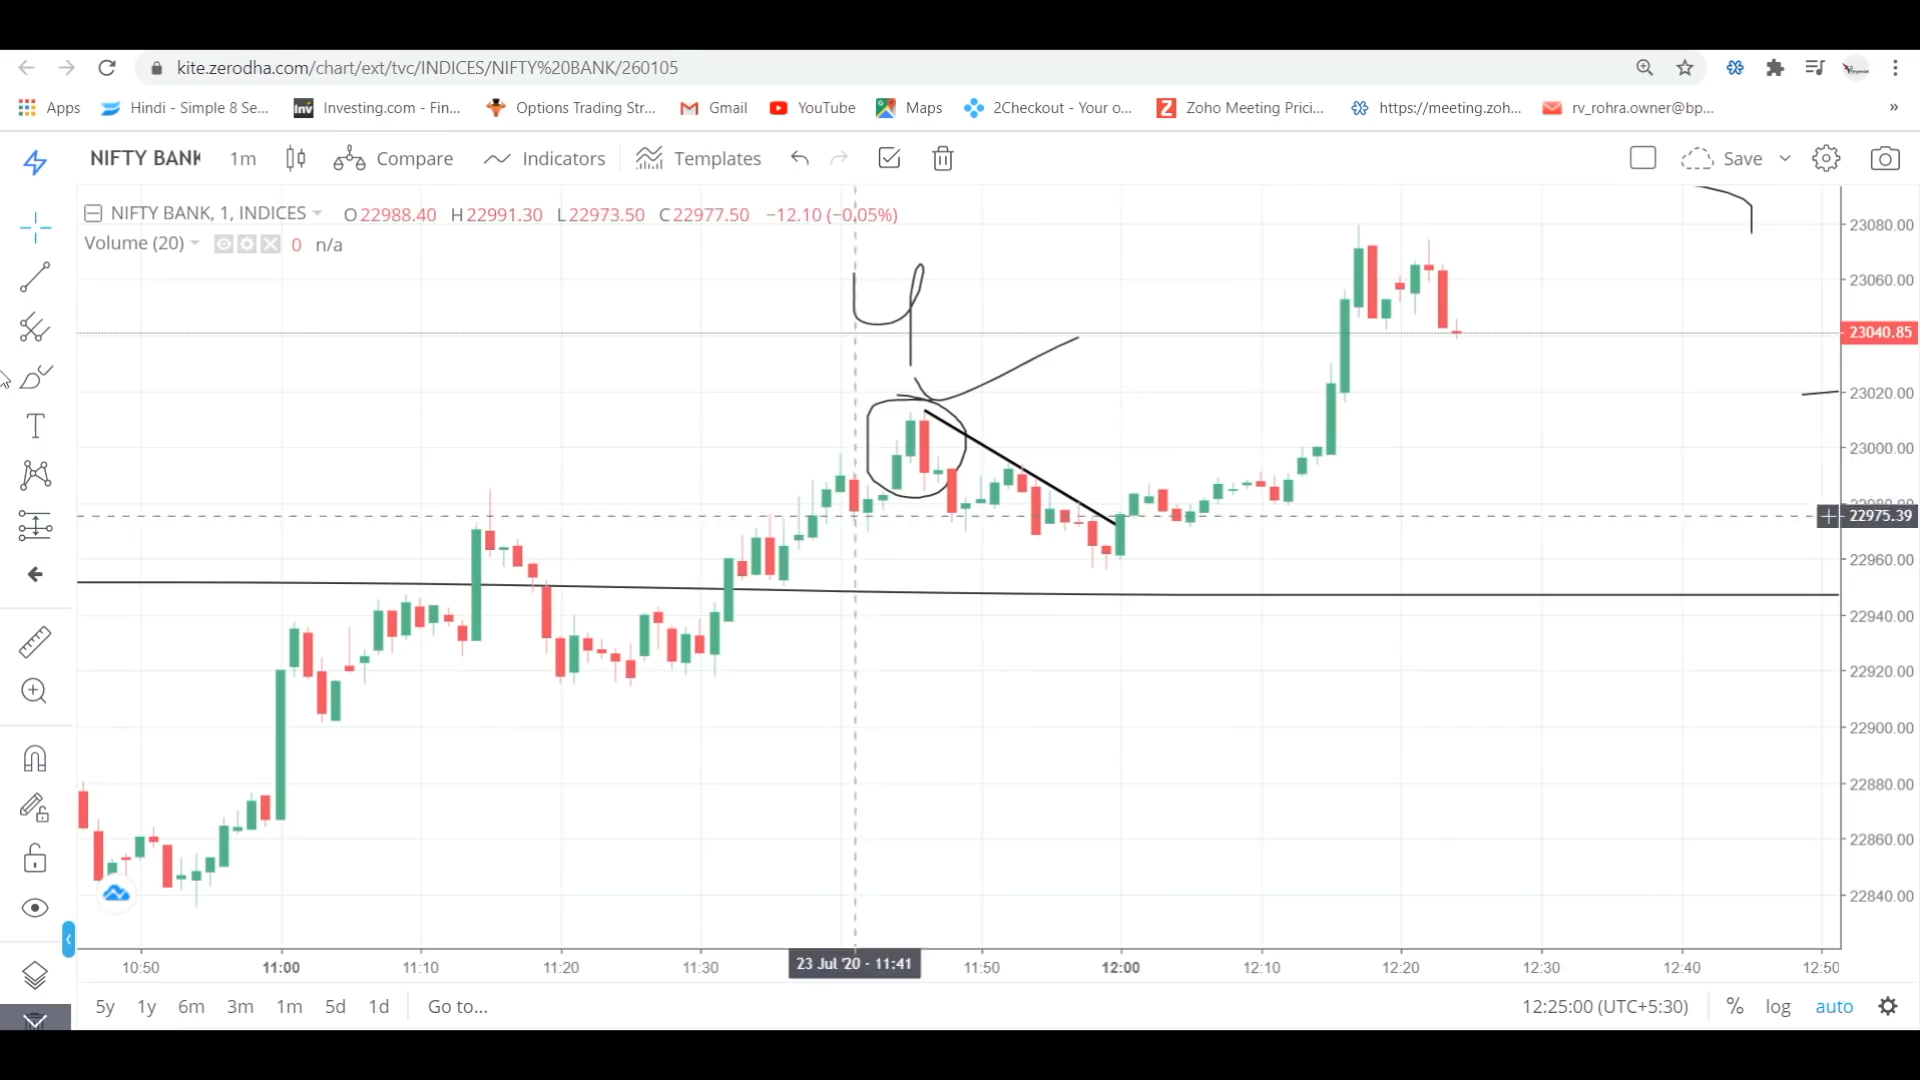 kite.zerodha.com/chart/ext/tvc/INDICES/NIFTY%20BANK/260105
Apps Hindi - Simple 8 Se... Investing.com - Fin... Options Trading Str... Gmail YouTube Maps 2Checkout - Your o... Zoho Meeting Prici... https://meeting.zoh... rv_rohra.owner@bp... »
NIFTY BANK 1m Compare Indicators Templates Save
NIFTY BANK, 1, INDICES O22988.40 H22991.30 L22973.50 C22977.50 −12.10 (−0.05%)
Volume (20) 0 n/a
23080.00
4
23060.00
23040.85
23020.00
23000.00
22975.39
22960.00
22940.00
22920.00
22900.00
22880.00
22860.00
22840.00
10:50 11:00 11:10 11:20 11:30 23 Jul '20 - 11:41 11:50 12:00 12:10 12:20 12:30 12:40 12:50
5y 1y 6m 3m 1m 5d 1d Go to... 12:25:00 (UTC+5:30) % log auto